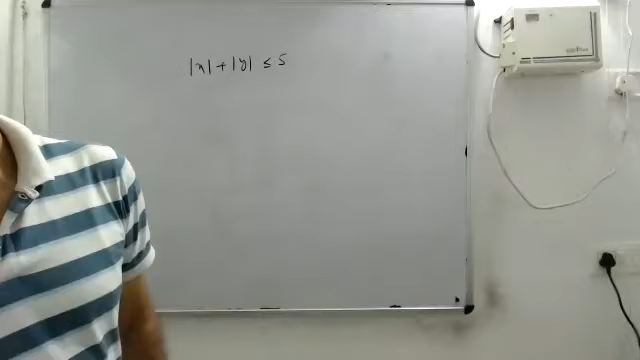 |x| + |y| ≤ 5